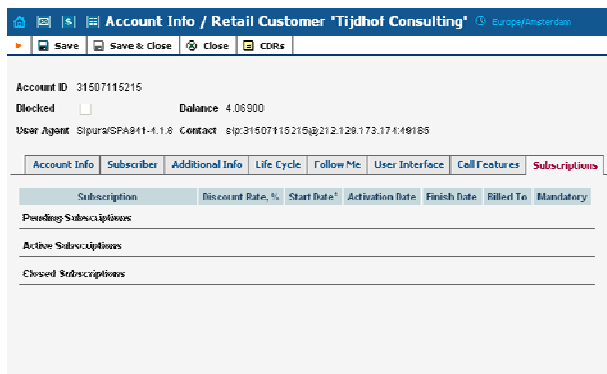 Account Info / Retail Customer "Tijdhof Consulting" Europe/Amsterdam
Save Save & Close Close CDRs
Account ID 31507115215
Blocked Balance 4.06900
User Agent Sipura/SPA941-4.1.8 Contact sip:31507115215@212.129.173.174:49185
Account Info Subscriber Additional Info Life Cycle Follow Me User Interface Call Features Subscriptions
Subscription Discount Rate, % Start Date* Activation Date Finish Date Billed To Mandatory
Pending Subscriptions
Active Subscriptions
Closed Subscriptions